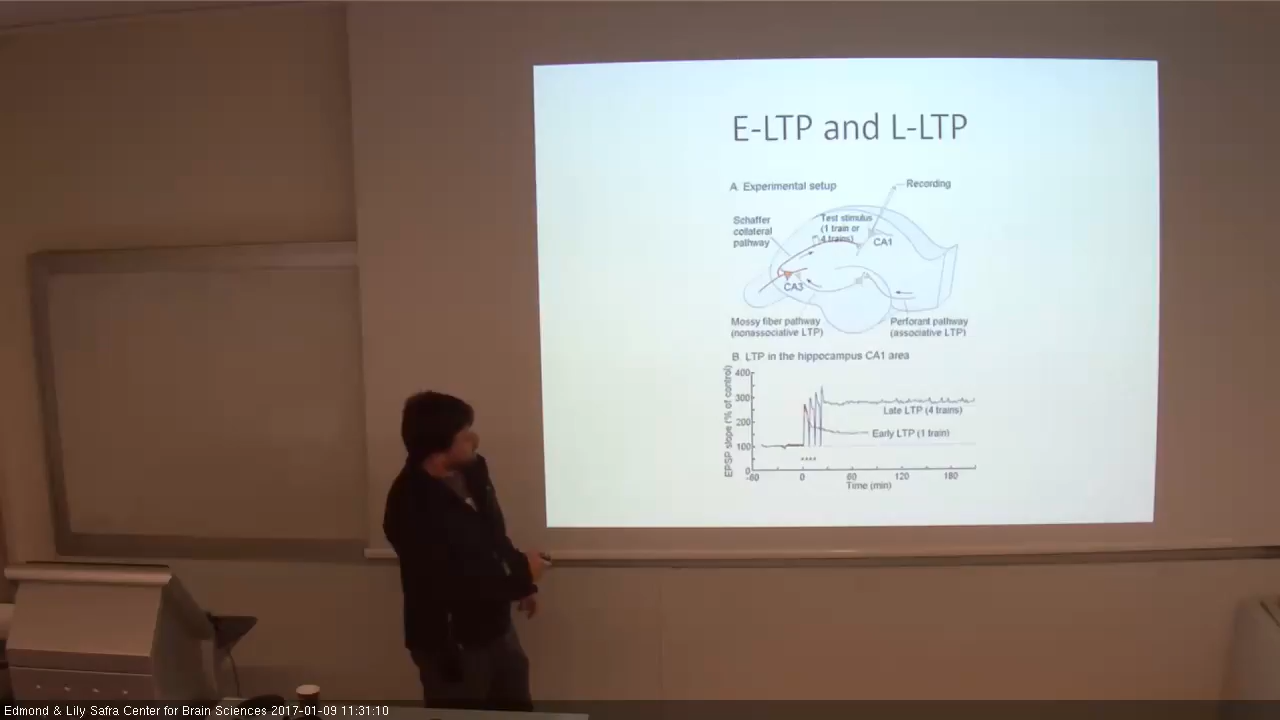 E-LTP and L-LTP
A Experimental setup
Recording
Schaffer
collateral
pathway
Test stimulus
(1 train or
4 trains)
CA1
CA3
Mossy fiber pathway
(nonassociative LTP)
Perforant pathway
(associative LTP)
B LTP in the hippocampus CA1 area
EPSP slope (% of control)
400
300
200
100
0
Late LTP (4 trains)
Early LTP (1 train)
-60 0 60 120 180
Time (min)
Edmond & Lily Safra Center for Brain Sciences 2017-01-09 11:31:10